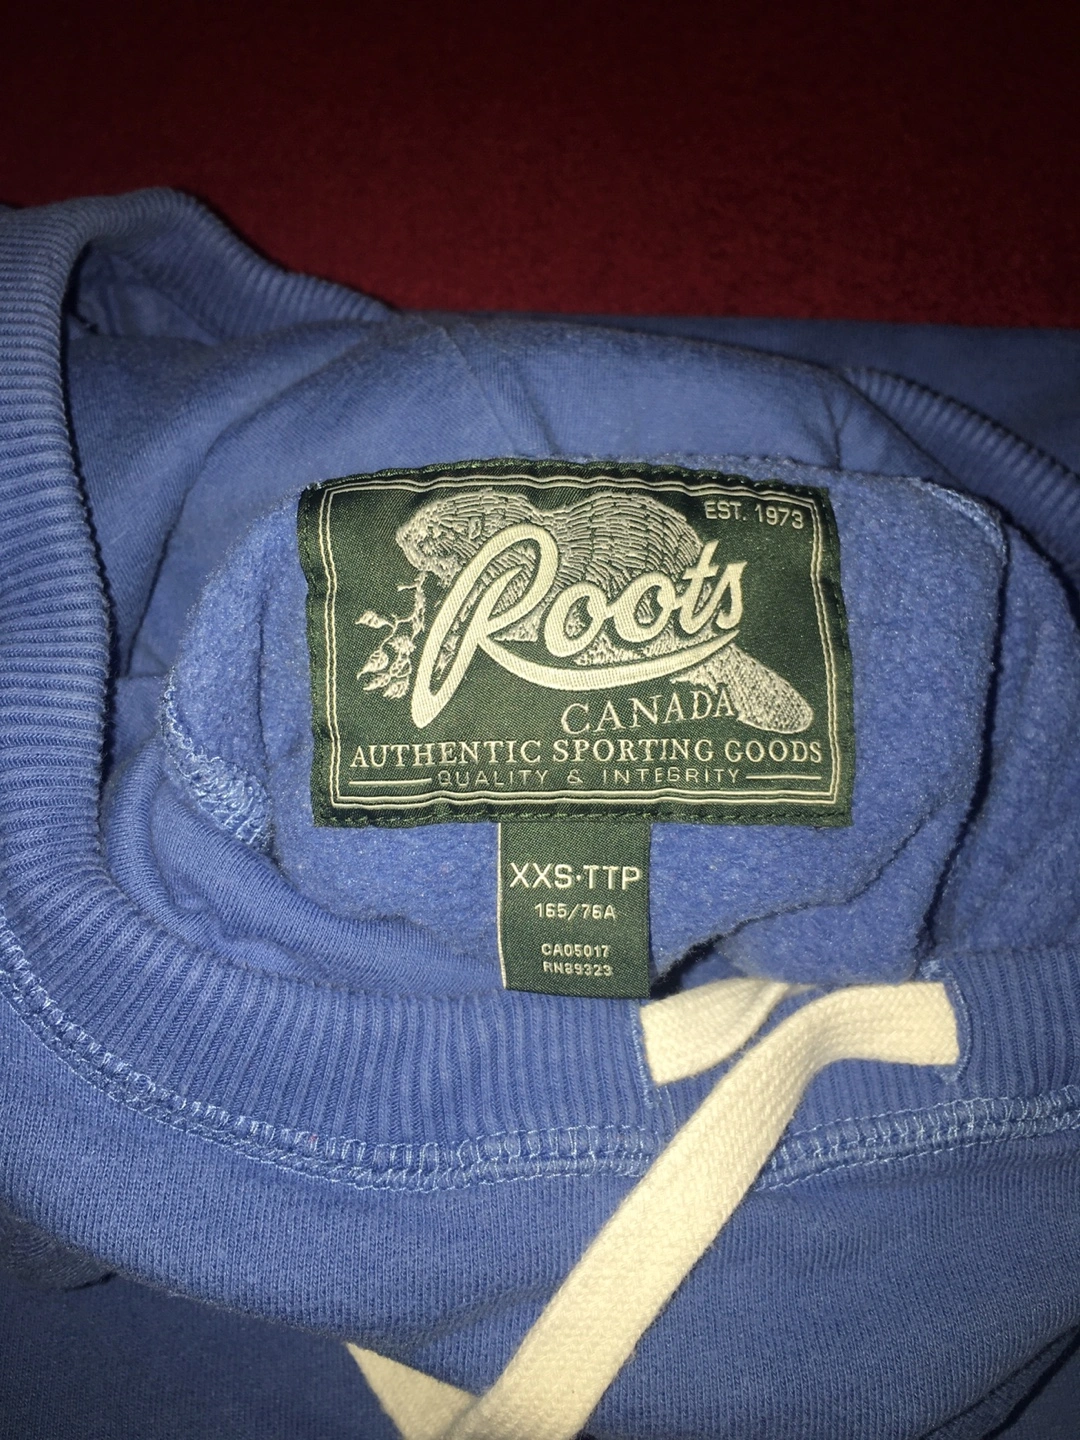 EST. 1973
Roots
CANADA
AUTHENTIC SPORTING GOODS
QUALITY & INTEGRITY
XXS·TTP
165/76A
CA05017
RN89323